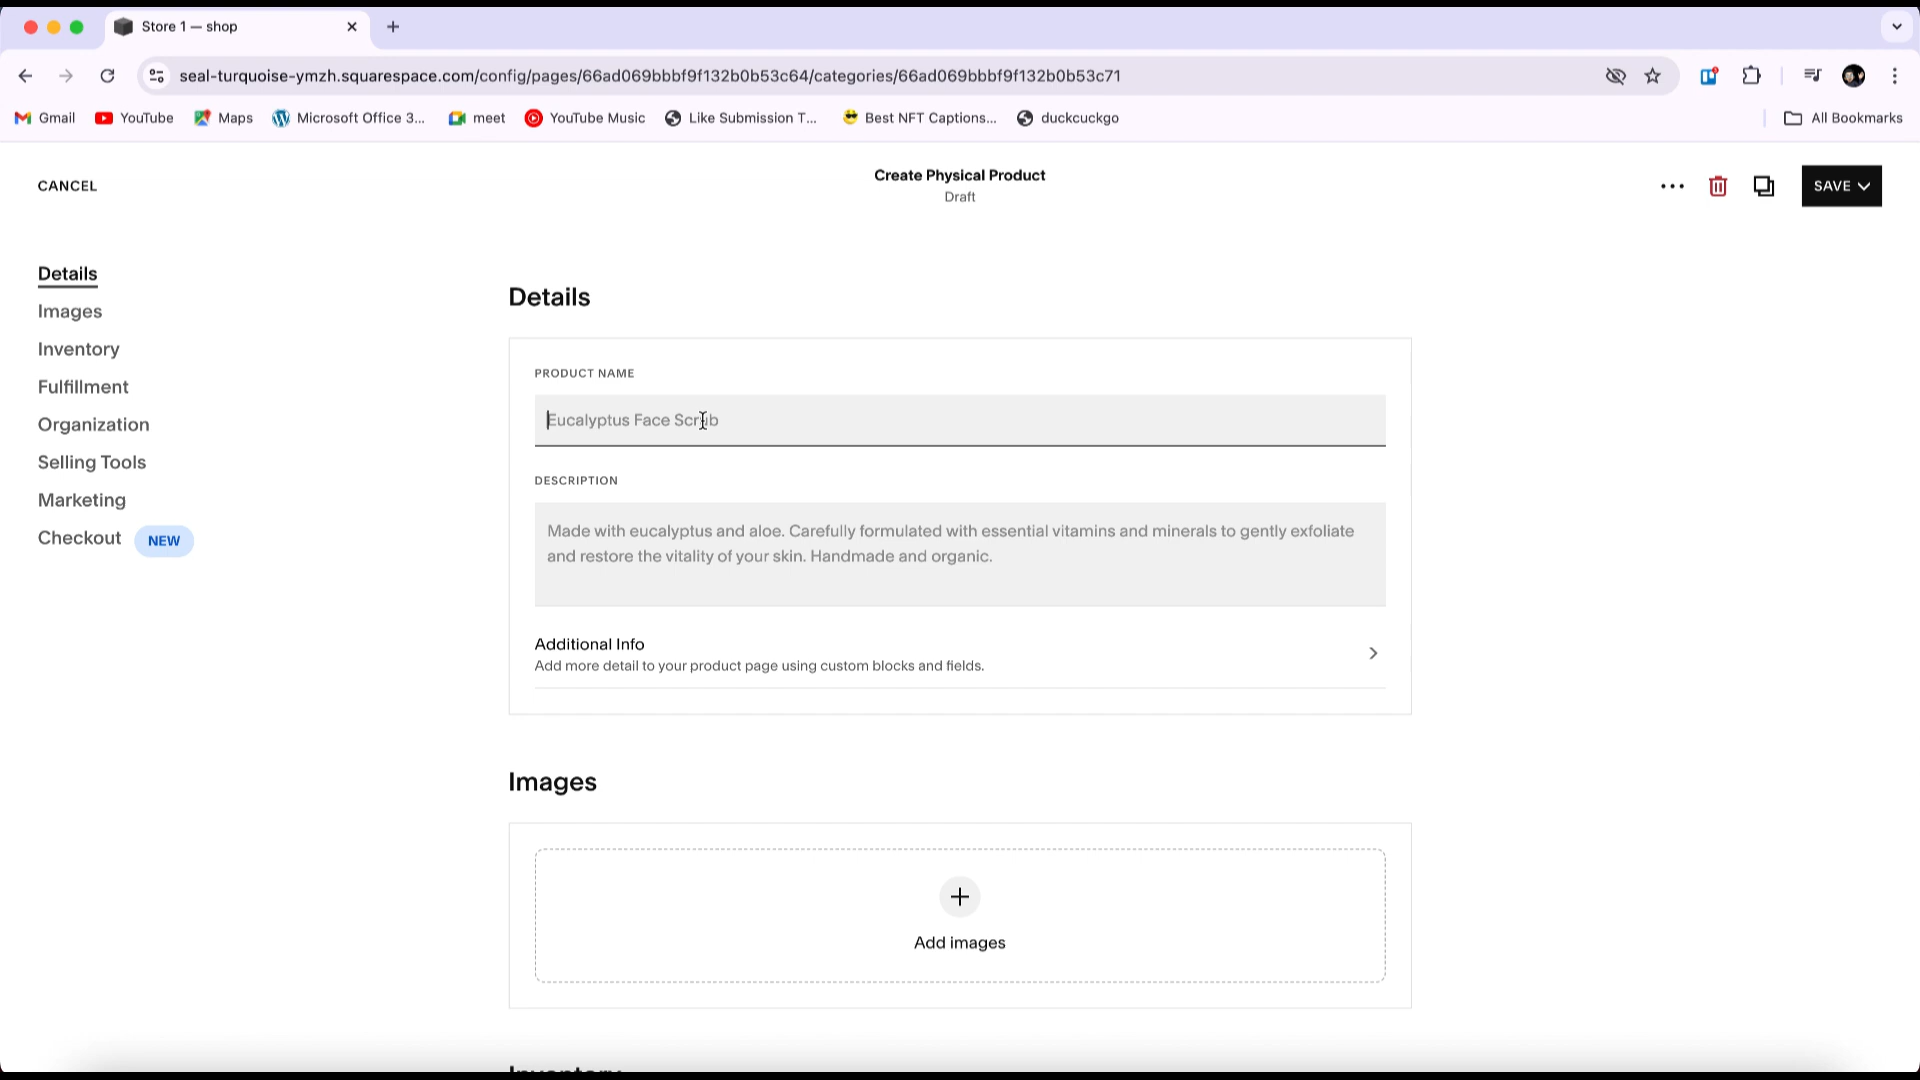 Store 1 — shop
seal-turquoise-ymzh.squarespace.com/config/pages/66ad069bbbf9f132b0b53c64/categories/66ad069bbbf9f132b0b53c71
Gmail YouTube Maps Microsoft Office 3... meet YouTube Music Like Submission T... Best NFT Captions... duckcuckgo All Bookmarks
CANCEL
Create Physical Product
Draft
SAVE
Details
Images
Inventory
Fulfillment
Organization
Selling Tools
Marketing
Checkout NEW
Details
PRODUCT NAME
Eucalyptus Face Scrub
DESCRIPTION
Made with eucalyptus and aloe. Carefully formulated with essential vitamins and minerals to gently exfoliate
and restore the vitality of your skin. Handmade and organic.
Additional Info
Add more detail to your product page using custom blocks and fields.
Images
Add images
Inventory